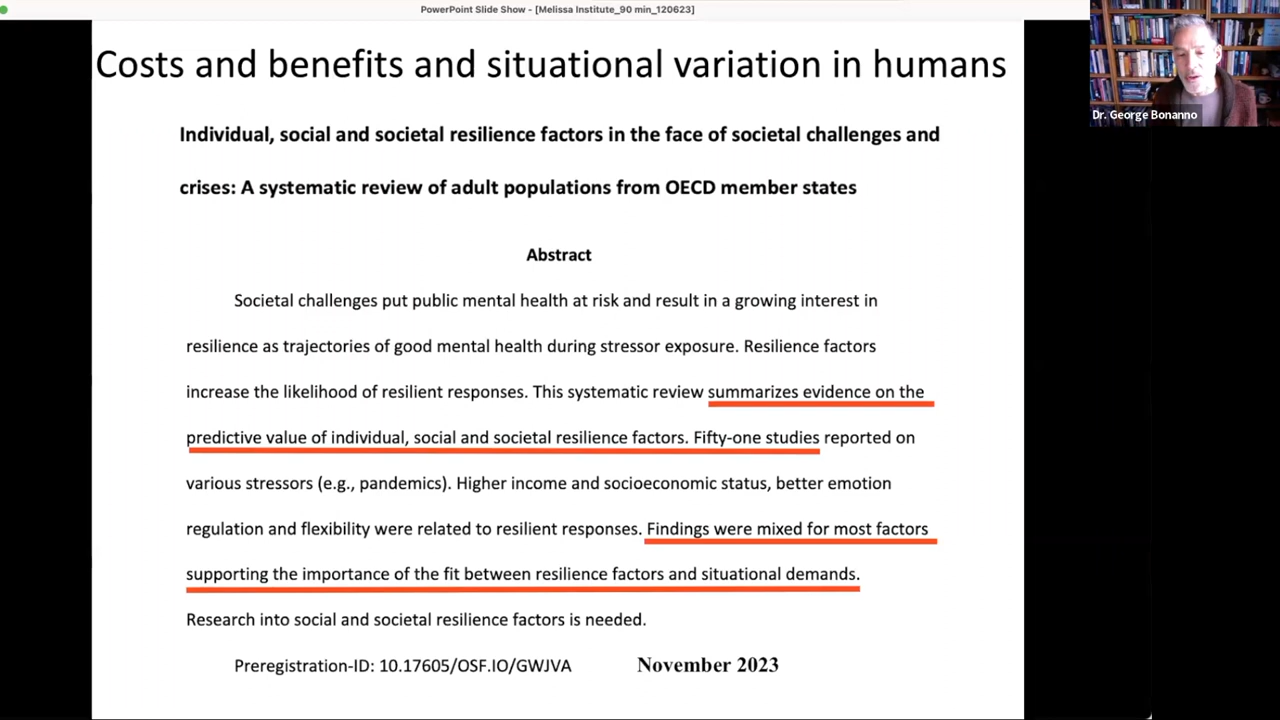 PowerPoint Slide Show - [Melissa Institute_90 min_120623]
Costs and benefits and situational variation in humans
Dr. George Bonanno
Individual, social and societal resilience factors in the face of societal challenges and
crises: A systematic review of adult populations from OECD member states
Abstract
Societal challenges put public mental health at risk and result in a growing interest in
resilience as trajectories of good mental health during stressor exposure. Resilience factors
increase the likelihood of resilient responses. This systematic review summarizes evidence on the
predictive value of individual, social and societal resilience factors. Fifty-one studies reported on
various stressors (e.g., pandemics). Higher income and socioeconomic status, better emotion
regulation and flexibility were related to resilient responses. Findings were mixed for most factors
supporting the importance of the fit between resilience factors and situational demands.
Research into social and societal resilience factors is needed.
Preregistration-ID: 10.17605/OSF.IO/GWJVA November 2023